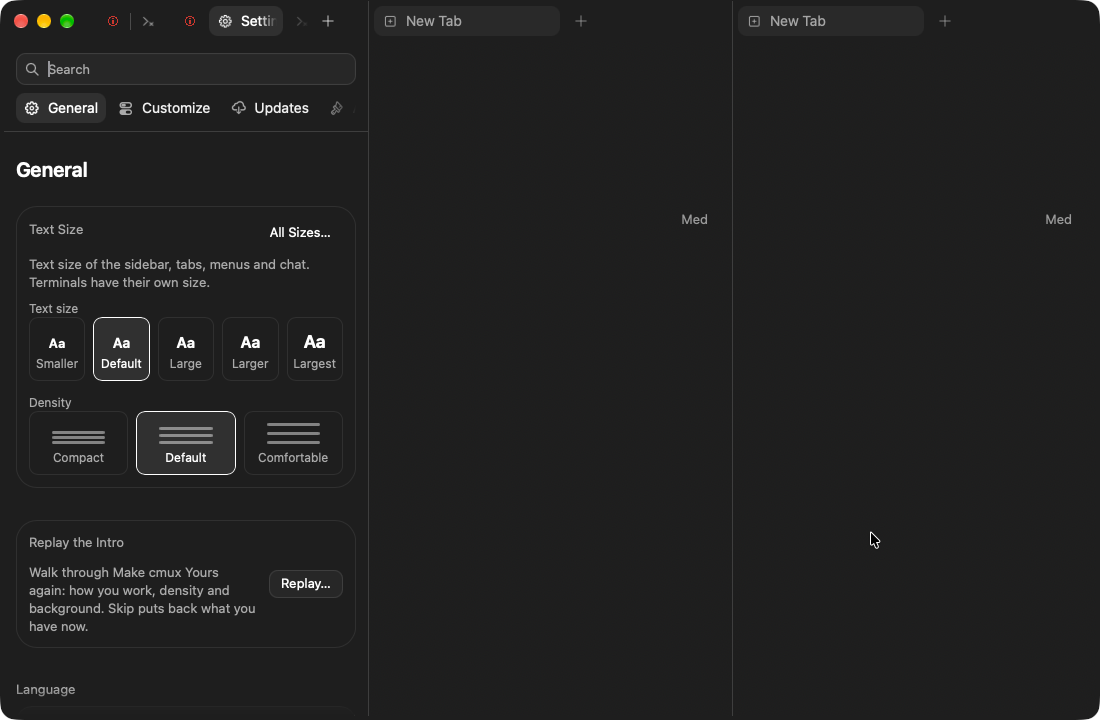 Settin
New Tab
New Tab
Search
General
Customize
Updates
General
Text Size
All Sizes...
Text size of the sidebar, tabs, menus and chat.
Terminals have their own size.
Text size
Aa
Aa
Aa
Aa
Aa
Smaller
Default
Large
Larger
Largest
Density
Compact
Default
Comfortable
Replay the Intro
Walk through Make cmux Yours
again: how you work, density and
background. Skip puts back what you
have now.
Replay...
Language
Med
Med